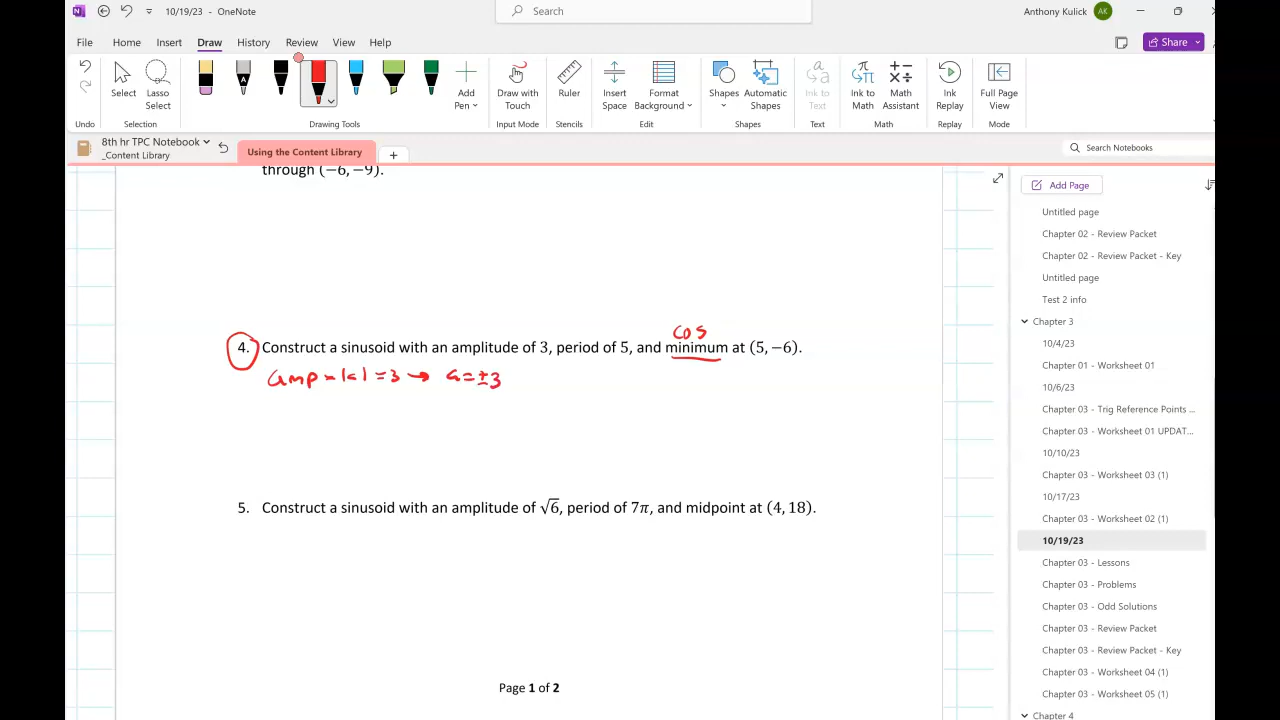 10/19/23 - OneNote
Search
Anthony Kulick
AK
File Home Insert Draw History Review View Help
Share
Undo
Select
Lasso Select
Add Pen
Draw with Touch
Ruler
Insert Space
Format Background
Shapes
Automatic Shapes
Ink to Text
Ink to Math
Math Assistant
Ink Replay
Full Page View
Undo Selection Drawing Tools Input Mode Stencils Edit Shapes Text Math Replay Mode
8th hr TPC Notebook
_Content Library
Using the Content Library
+
Search Notebooks
through (−6, −9).
cos
4. Construct a sinusoid with an amplitude of 3, period of 5, and minimum at (5, −6).
amp = |a| = 3 → a = ±3
5. Construct a sinusoid with an amplitude of √6, period of 7π, and midpoint at (4, 18).
Page 1 of 2
Add Page
Untitled page
Chapter 02 - Review Packet
Chapter 02 - Review Packet - Key
Untitled page
Test 2 info
Chapter 3
10/4/23
Chapter 01 - Worksheet 01
10/6/23
Chapter 03 - Trig Reference Points ...
Chapter 03 - Worksheet 01 UPDAT...
10/10/23
Chapter 03 - Worksheet 03 (1)
10/17/23
Chapter 03 - Worksheet 02 (1)
10/19/23
Chapter 03 - Lessons
Chapter 03 - Problems
Chapter 03 - Odd Solutions
Chapter 03 - Review Packet
Chapter 03 - Review Packet - Key
Chapter 03 - Worksheet 04 (1)
Chapter 03 - Worksheet 05 (1)
Chapter 4